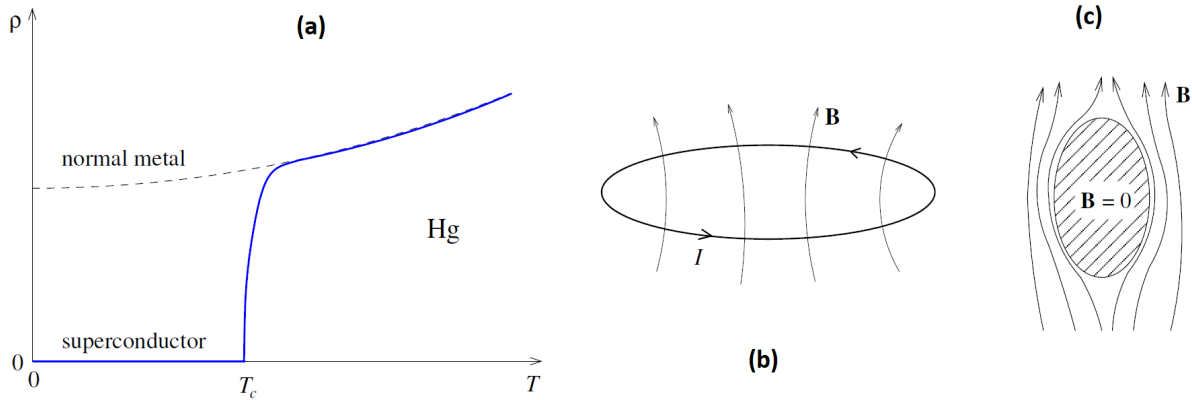 (a)
ρ
normal metal
Hg
superconductor
0
0
T_c
T
B
I
(b)
(c)
B
B = 0